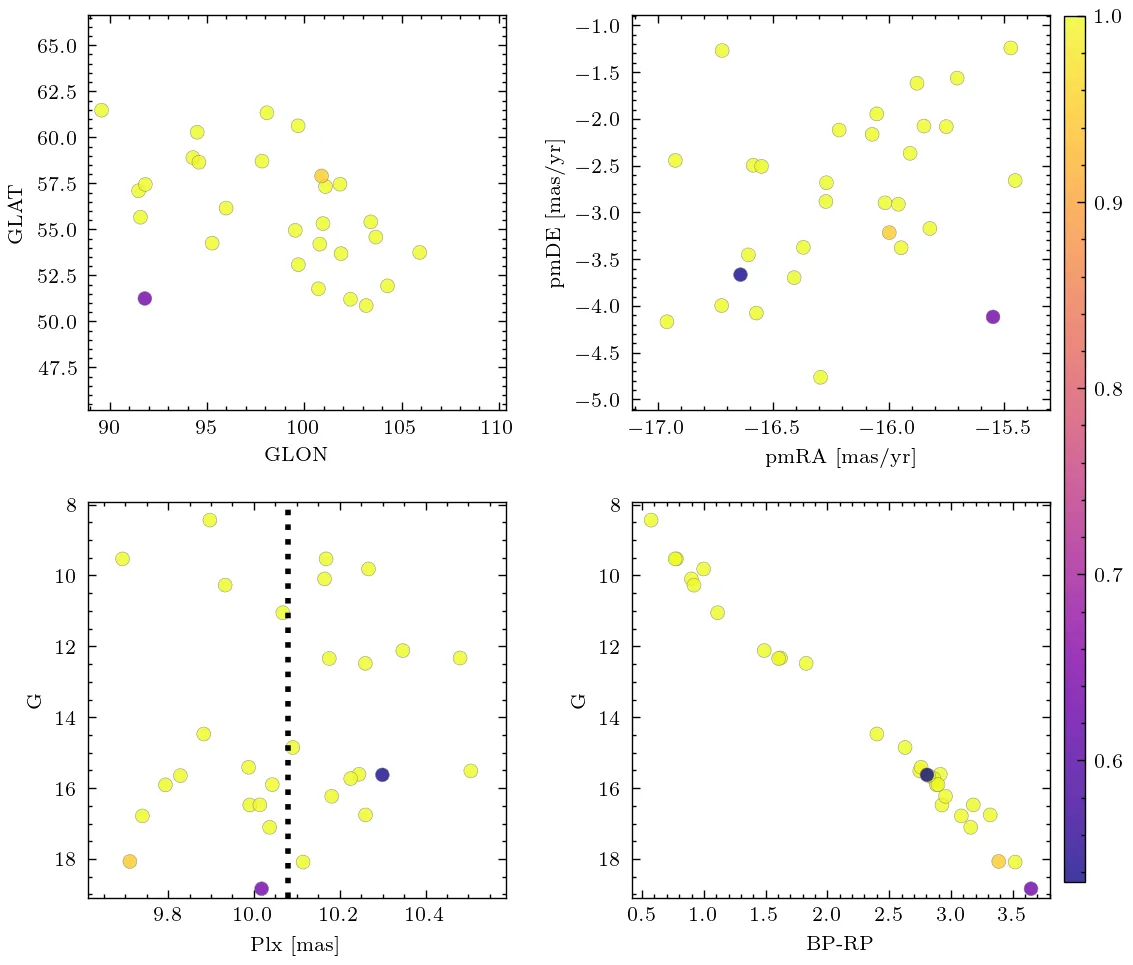 65.0
62.5
60.0
57.5
55.0
52.5
50.0
47.5
GLAT
90 95 100 105 110
GLON
−1.0
−1.5
−2.0
−2.5
−3.0
−3.5
−4.0
−4.5
−5.0
pmDE [mas/yr]
−17.0 −16.5 −16.0 −15.5
pmRA [mas/yr]
8
10
12
14
16
18
G
9.8 10.0 10.2 10.4
Plx [mas]
8
10
12
14
16
18
G
0.5 1.0 1.5 2.0 2.5 3.0 3.5
BP-RP
1.0
0.9
0.8
0.7
0.6